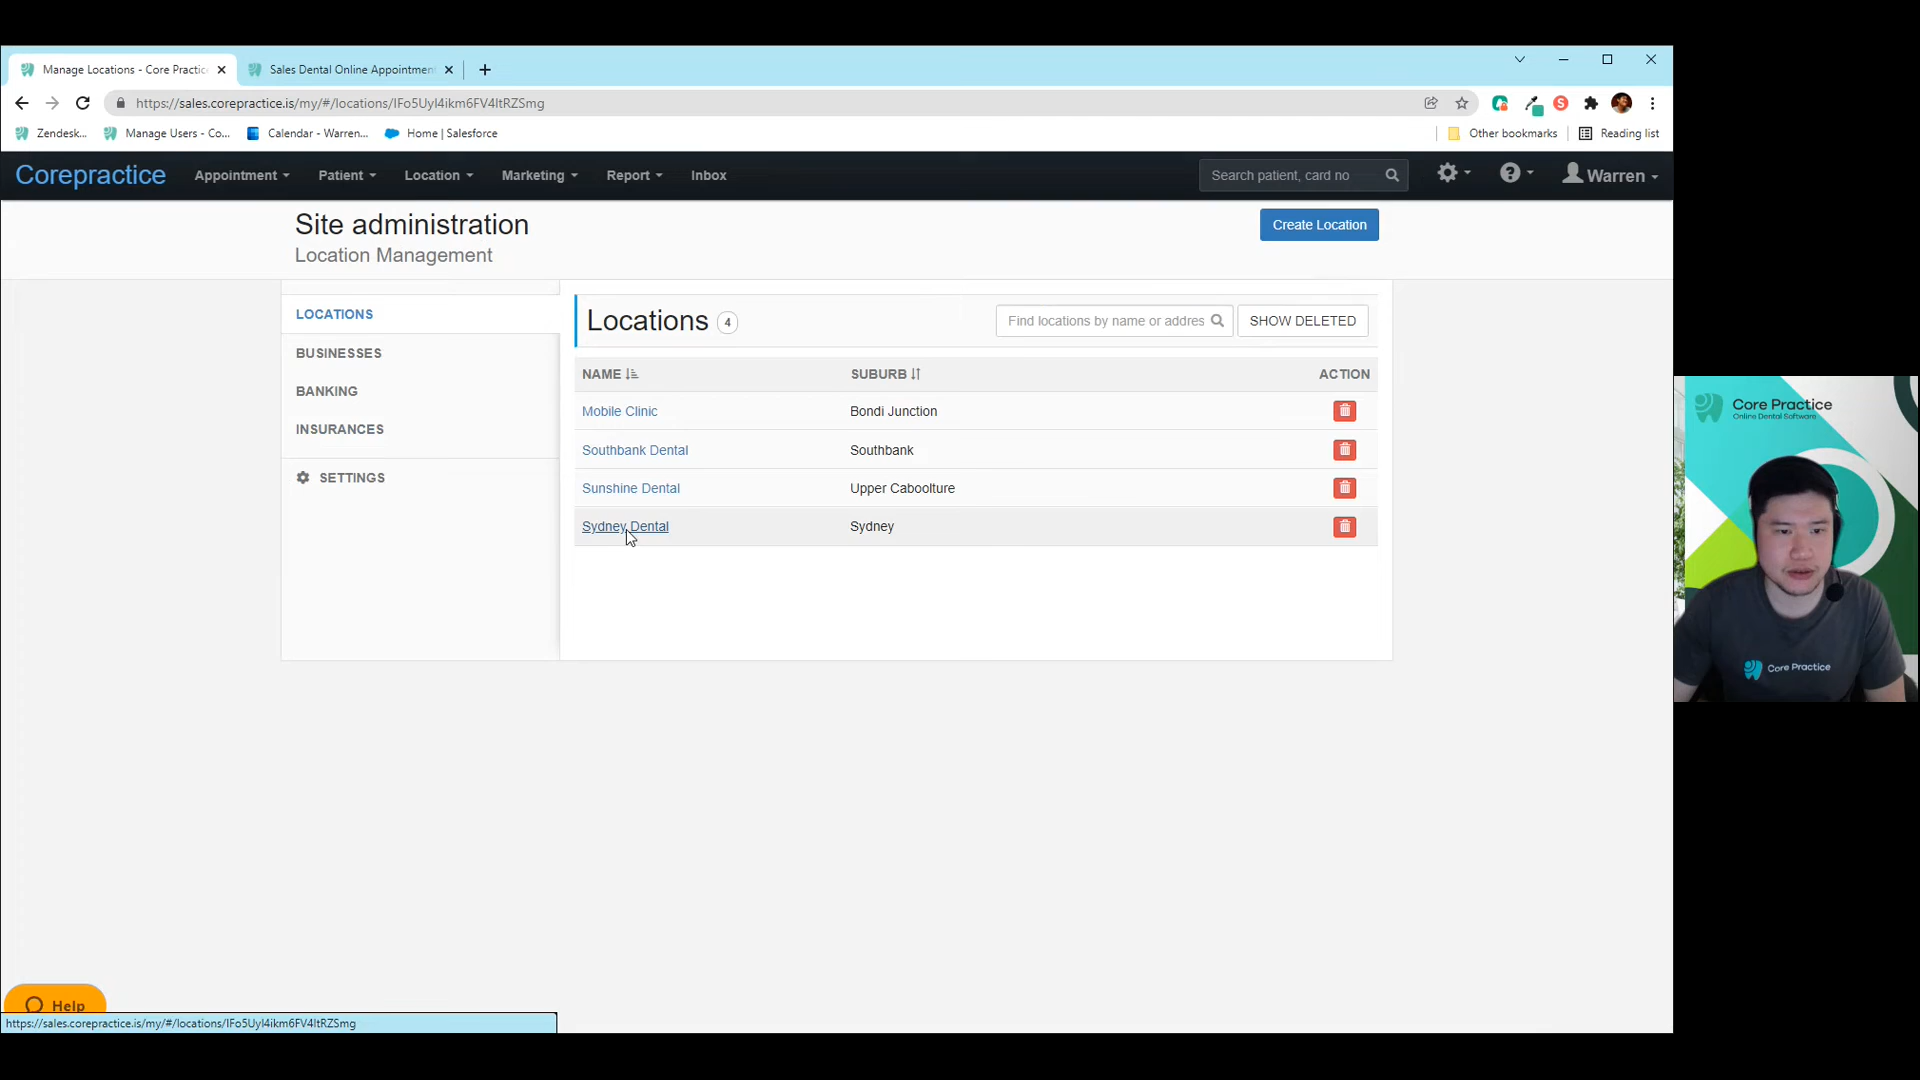 Manage Locations - Core Practic
Sales Dental Online Appointment
https://sales.corepractice.is/my/#/locations/IFo5UyI4ikm6FV4ItRZSmg
Zendesk...
Manage Users - Co...
Calendar - Warren...
Home | Salesforce
Other bookmarks
Reading list
Corepractice
Appointment
Patient
Location
Marketing
Report
Inbox
Search patient, card no
Warren
Site administration
Location Management
Create Location
LOCATIONS
BUSINESSES
BANKING
INSURANCES
SETTINGS
Locations 4
Find locations by name or addres
SHOW DELETED
NAME SUBURB ACTION
Mobile Clinic Bondi Junction
Southbank Dental Southbank
Sunshine Dental Upper Caboolture
Sydney Dental Sydney
Core Practice
Online Dental Software
Core Practice
Help
https://sales.corepractice.is/my/#/locations/IFo5UyI4ikm6FV4ItRZSmg